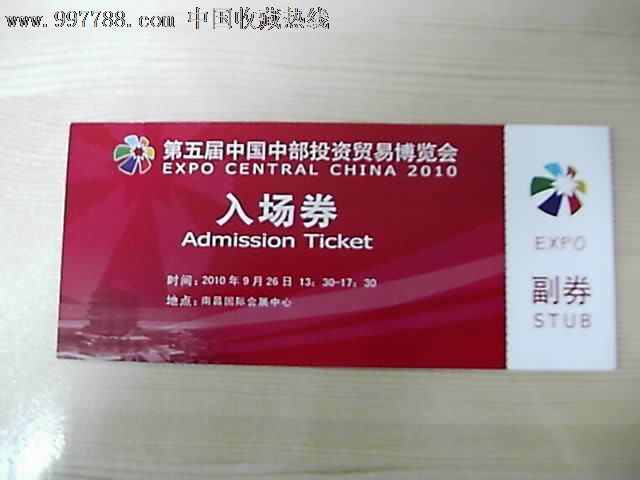 www.997788.com 中国收藏热线
第五届中国中部投资贸易博览会
EXPO CENTRAL CHINA 2010
入场券
Admission Ticket
时间：2010年9月26日 13：30-17：30
地点：南昌国际会展中心
EXPO
副券
STUB